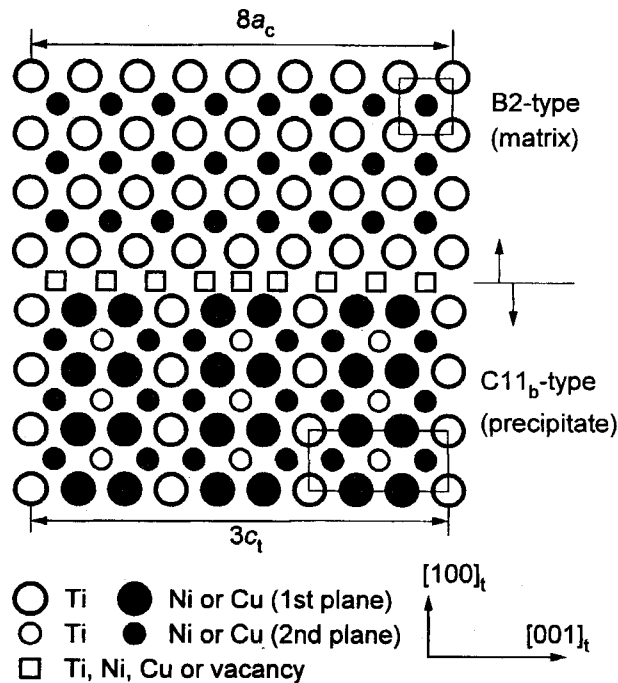 8a_c
B2-type
(matrix)
C11_b-type
(precipitate)
3c_t
Ti Ni or Cu (1st plane)
Ti Ni or Cu (2nd plane)
Ti, Ni, Cu or vacancy
[100]_t
[001]_t